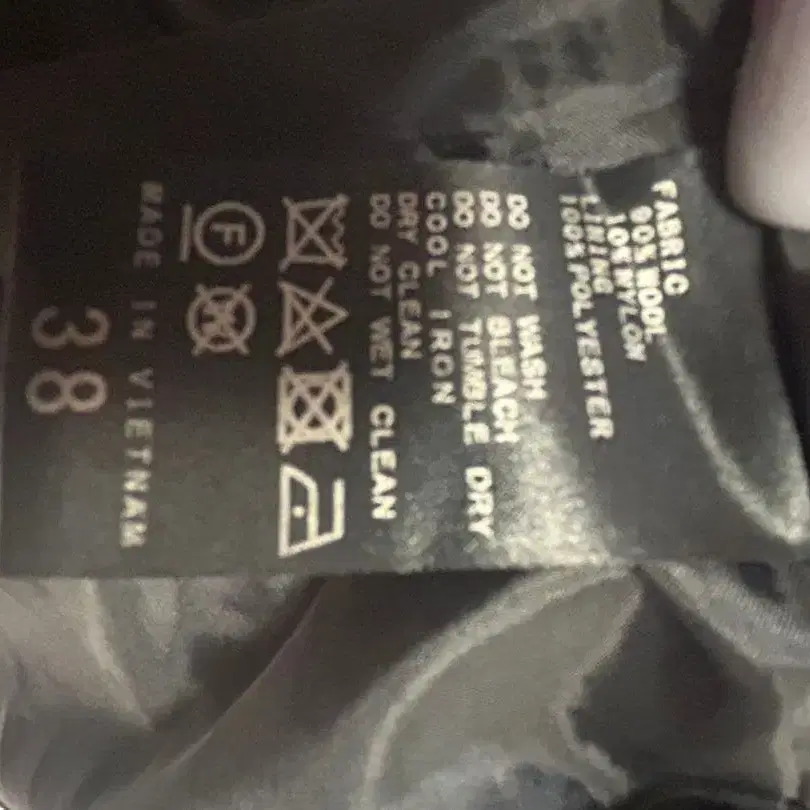 FABRIC
90% WOOL
10% NYLON
LINING
100% POLYESTER
DO NOT WASH
DO NOT BLEACH
DO NOT TUMBLE DRY
COOL IRON
DRY CLEAN
DO NOT WET CLEAN
F
W
MADE IN VIETNAM
38